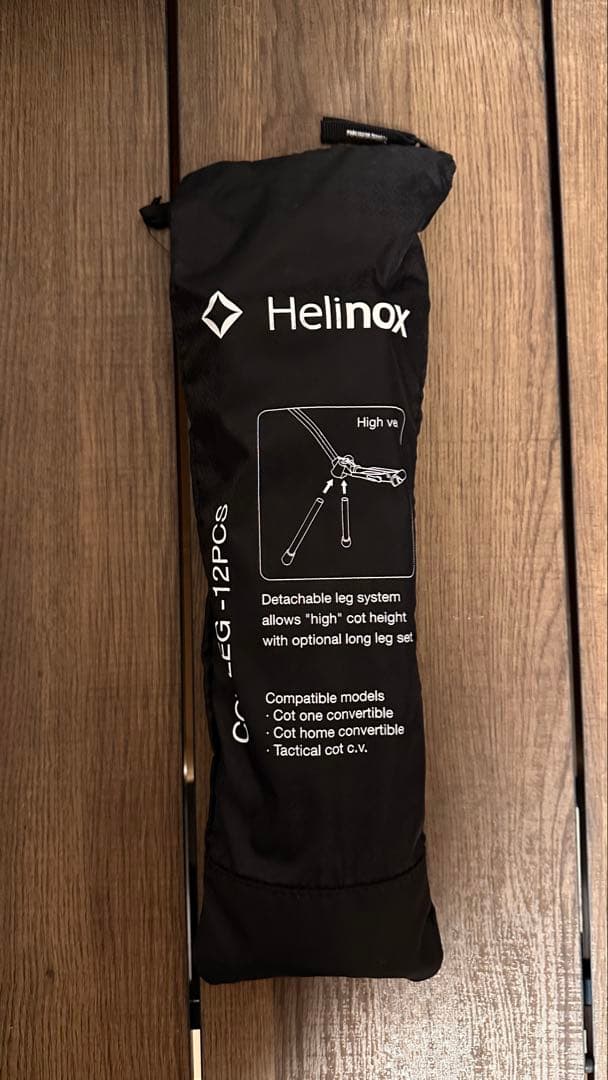 Helinox
High ve
Detachable leg system
allows "high" cot height
with optional long leg set
Compatible models
· Cot one convertible
· Cot home convertible
· Tactical cot c.v.
-12PCs